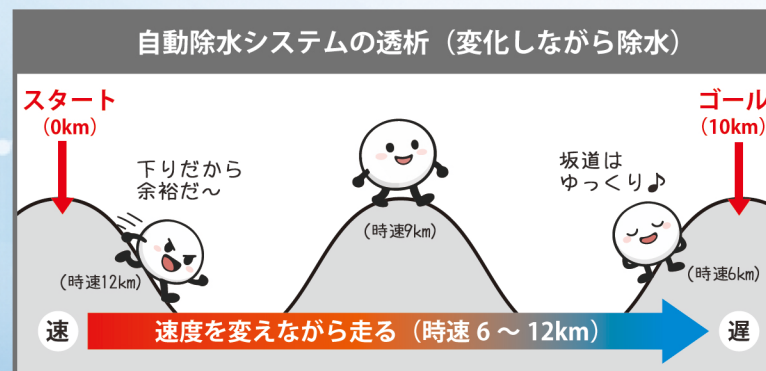 自動除水システムの透析（変化しながら除水）
スタート
（0km）
ゴール
（10km）
下りだから
余裕だ～
坂道は
ゆっくり♪
（時速9km）
（時速12km）
（時速6km）
速
速度を変えながら走る（時速 6 ～ 12km）
遅